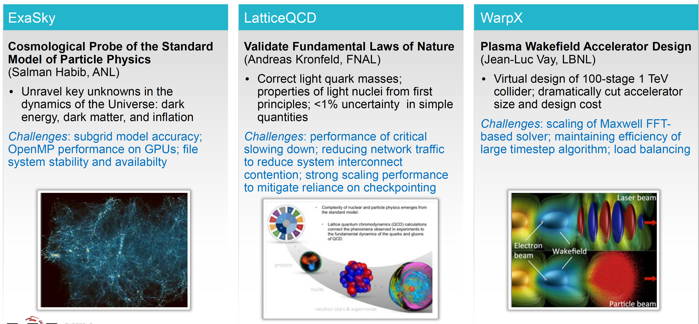 ExaSky
Cosmological Probe of the Standard
Model of Particle Physics
(Salman Habib, ANL)
• Unravel key unknowns in the
dynamics of the Universe: dark
energy, dark matter, and inflation
Challenges: subgrid model accuracy;
OpenMP performance on GPUs; file
system stability and availabilty
LatticeQCD
Validate Fundamental Laws of Nature
(Andreas Kronfeld, FNAL)
• Correct light quark masses;
properties of light nuclei from first
principles; <1% uncertainty in simple
quantities
Challenges: performance of critical
slowing down; reducing network traffic
to reduce system interconnect
contention; strong scaling performance
to mitigate reliance on checkpointing
• Complexity of nuclear and particle physics emerges from
the standard model.
• Lattice quantum chromodynamics (QCD) calculations
connect the phenomena observed in experiments to
the fundamental dynamics of the quarks and gluons
of QCD.
protons
nuclei
neutron stars & supernovae
WarpX
Plasma Wakefield Accelerator Design
(Jean-Luc Vay, LBNL)
• Virtual design of 100-stage 1 TeV
collider; dramatically cut accelerator
size and design cost
Challenges: scaling of Maxwell FFT-
based solver; maintaining efficiency of
large timestep algorithm; load balancing
Laser beam
Electron
beam
Wakefield
Particle beam